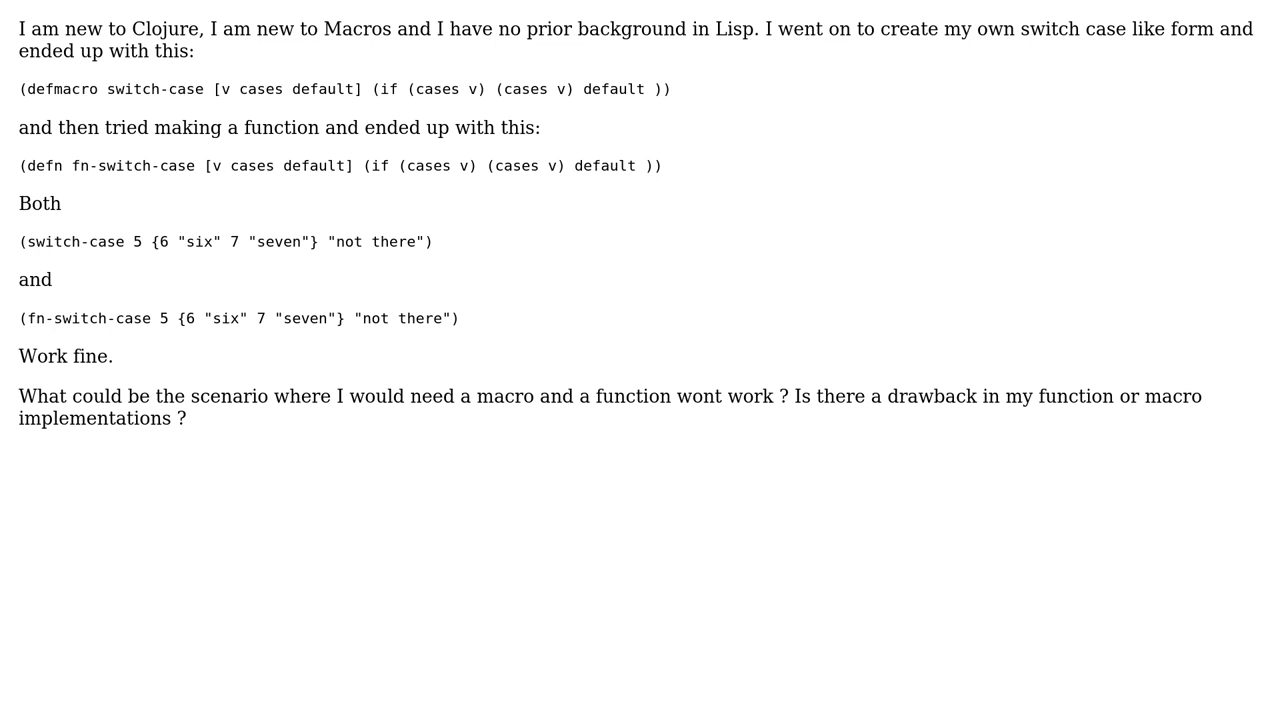 I am new to Clojure, I am new to Macros and I have no prior background in Lisp. I went on to create my own switch case like form and
ended up with this:
(defmacro switch-case [v cases default] (if (cases v) (cases v) default ))
and then tried making a function and ended up with this:
(defn fn-switch-case [v cases default] (if (cases v) (cases v) default ))
Both
(switch-case 5 {6 "six" 7 "seven"} "not there")
and
(fn-switch-case 5 {6 "six" 7 "seven"} "not there")
Work fine.
What could be the scenario where I would need a macro and a function wont work ? Is there a drawback in my function or macro
implementations ?